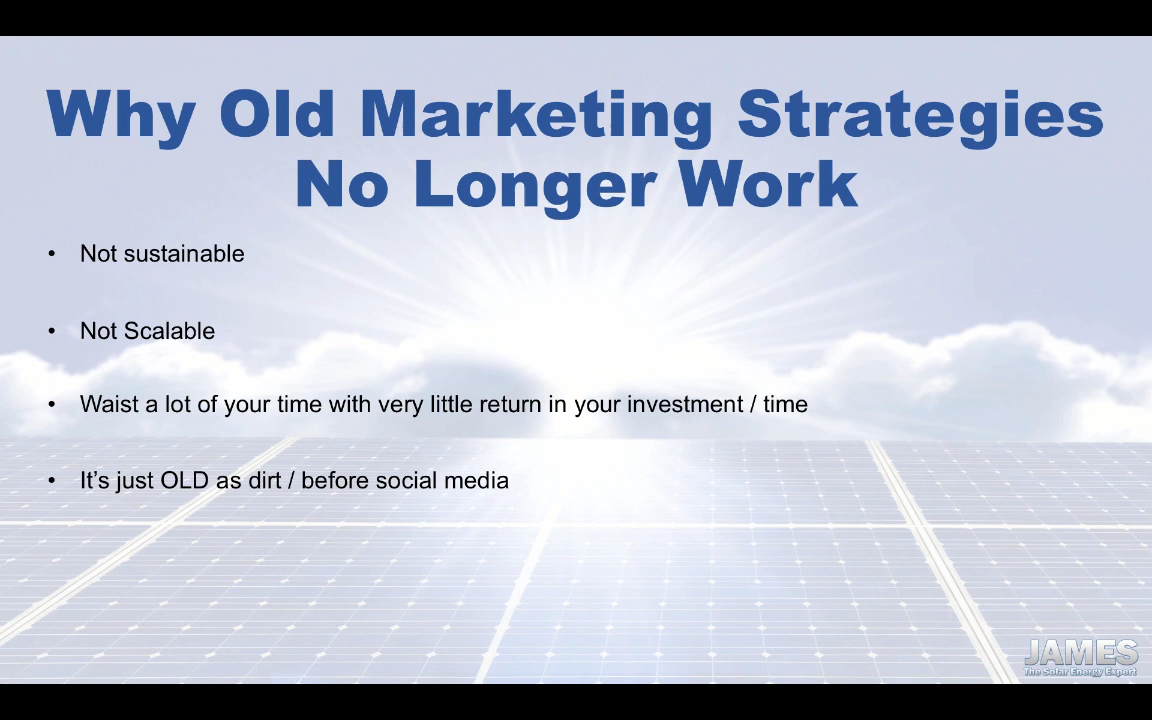 Why Old Marketing Strategies
No Longer Work
• Not sustainable
• Not Scalable
• Waist a lot of your time with very little return in your investment / time
• It’s just OLD as dirt / before social media
JAMES
The Solar Energy Expert